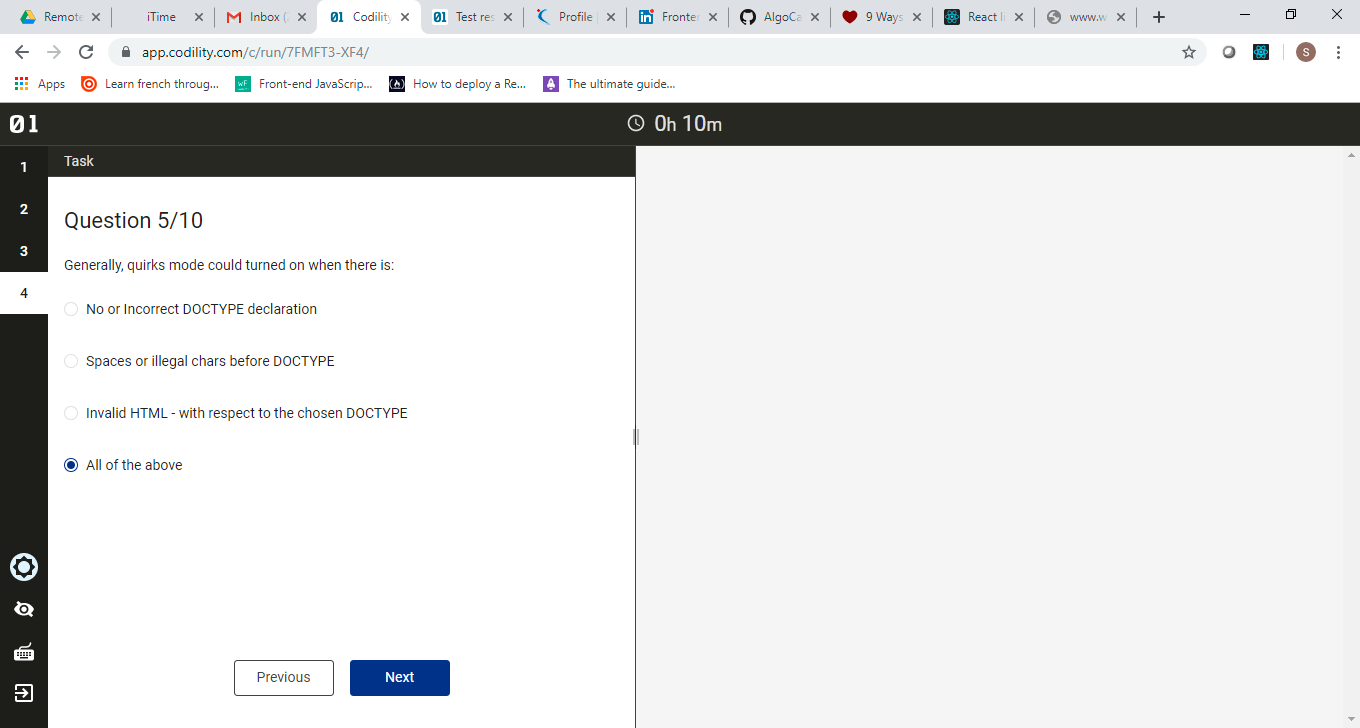 Remote
iTime
Inbox (
Codility
Test res
Profile
Fronter
AlgoCa
9 Ways
React li
www.w
app.codility.com/c/run/7FMFT3-XF4/
S
Apps
Learn french throug...
Front-end JavaScrip...
How to deploy a Re...
The ultimate guide...
01
0h 10m
1
2
3
4
Task
Question 5/10
Generally, quirks mode could turned on when there is:
No or Incorrect DOCTYPE declaration
Spaces or illegal chars before DOCTYPE
Invalid HTML - with respect to the chosen DOCTYPE
All of the above
Previous
Next